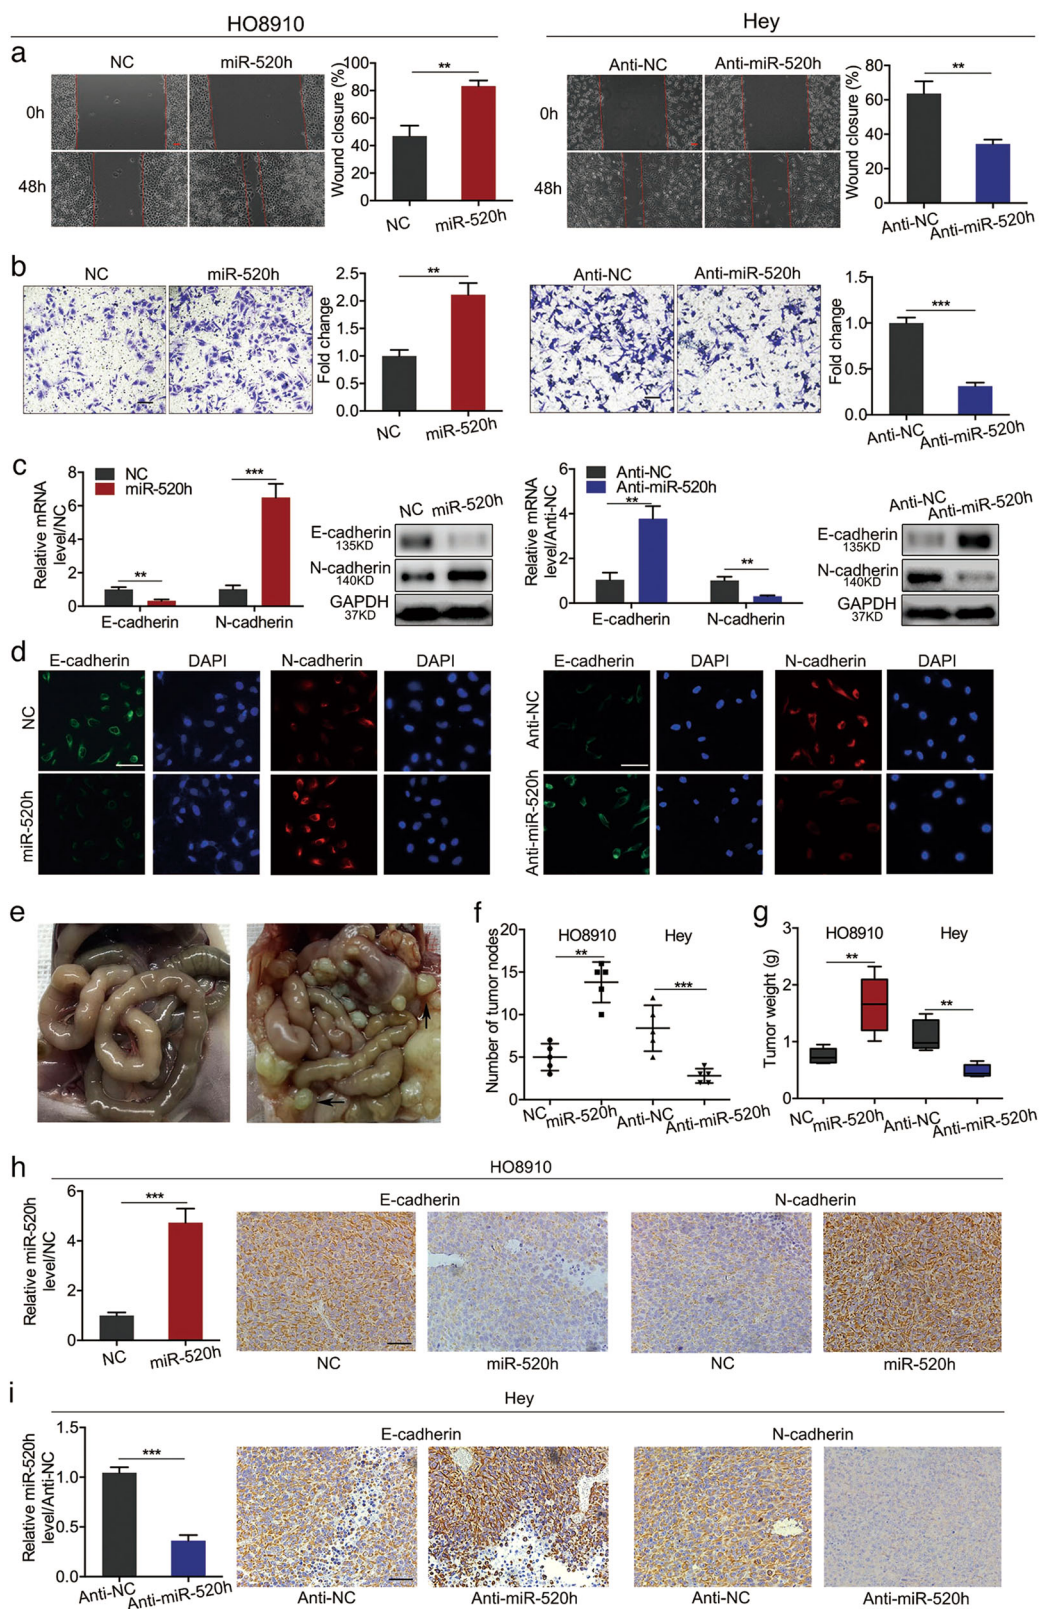 HO8910
Hey
a
NC
miR-520h
0h
48h
Wound closure (%)
100
80
60
40
20
0
**
NC
miR-520h
Anti-NC
Anti-miR-520h
0h
48h
Wound closure (%)
80
60
40
20
0
**
Anti-NC
Anti-miR-520h
b
NC
miR-520h
Fold change
2.5
2.0
1.5
1.0
0.5
0.0
**
NC
miR-520h
Anti-NC
Anti-miR-520h
Fold change
1.5
1.0
0.5
0.0
***
Anti-NC
Anti-miR-520h
c
Relative mRNA
level/NC
8
6
4
2
0
NC
miR-520h
**
***
E-cadherin
N-cadherin
NC
miR-520h
E-cadherin
135KD
N-cadherin
140KD
GAPDH
37KD
Relative mRNA
level/Anti-NC
6
4
2
0
Anti-NC
Anti-miR-520h
**
**
E-cadherin
N-cadherin
Anti-NC
Anti-miR-520h
E-cadherin
135KD
N-cadherin
140KD
GAPDH
37KD
d
E-cadherin
DAPI
N-cadherin
DAPI
NC
miR-520h
E-cadherin
DAPI
N-cadherin
DAPI
Anti-NC
Anti-miR-520h
e
f
Number of tumor nodes
20
15
10
5
0
HO8910
Hey
**
***
NC
miR-520h
Anti-NC
Anti-miR-520h
g
Tumor weight (g)
3
2
1
0
HO8910
Hey
**
**
NC
miR-520h
Anti-NC
Anti-miR-520h
h
HO8910
Relative miR-520h
level/NC
6
4
2
0
***
NC
miR-520h
E-cadherin
N-cadherin
NC
miR-520h
NC
miR-520h
i
Hey
Relative miR-520h
level/Anti-NC
1.5
1.0
0.5
0.0
***
Anti-NC
Anti-miR-520h
E-cadherin
N-cadherin
Anti-NC
Anti-miR-520h
Anti-NC
Anti-miR-520h